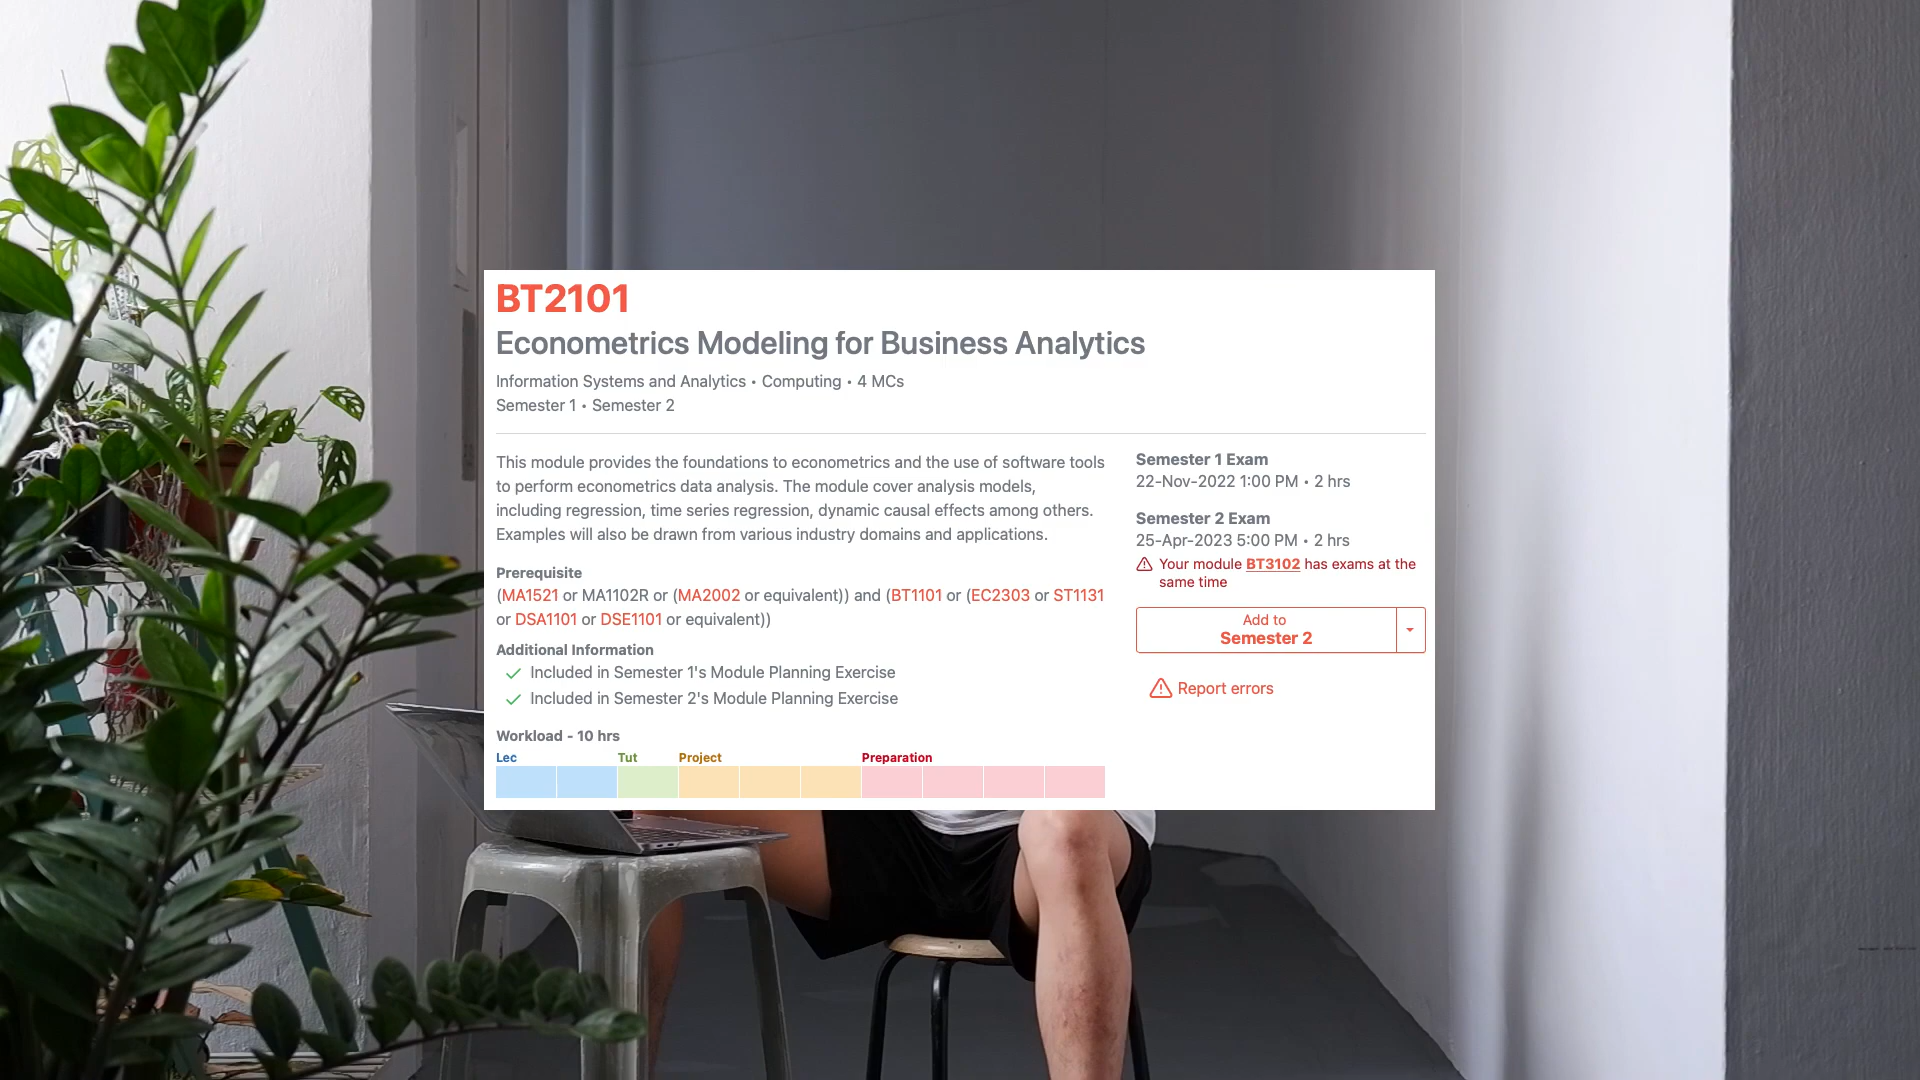 BT2101
Econometrics Modeling for Business Analytics
Information Systems and Analytics • Computing • 4 MCs
Semester 1 • Semester 2
This module provides the foundations to econometrics and the use of software tools
to perform econometrics data analysis. The module cover analysis models,
including regression, time series regression, dynamic causal effects among others.
Examples will also be drawn from various industry domains and applications.
Prerequisite
(MA1521 or MA1102R or (MA2002 or equivalent)) and (BT1101 or (EC2303 or ST1131
or DSA1101 or DSE1101 or equivalent))
Additional Information
Included in Semester 1's Module Planning Exercise
Included in Semester 2's Module Planning Exercise
Workload - 10 hrs
Lec Tut Project Preparation
Semester 1 Exam
22-Nov-2022 1:00 PM • 2 hrs
Semester 2 Exam
25-Apr-2023 5:00 PM • 2 hrs
Your module BT3102 has exams at the
same time
Add to
Semester 2
Report errors